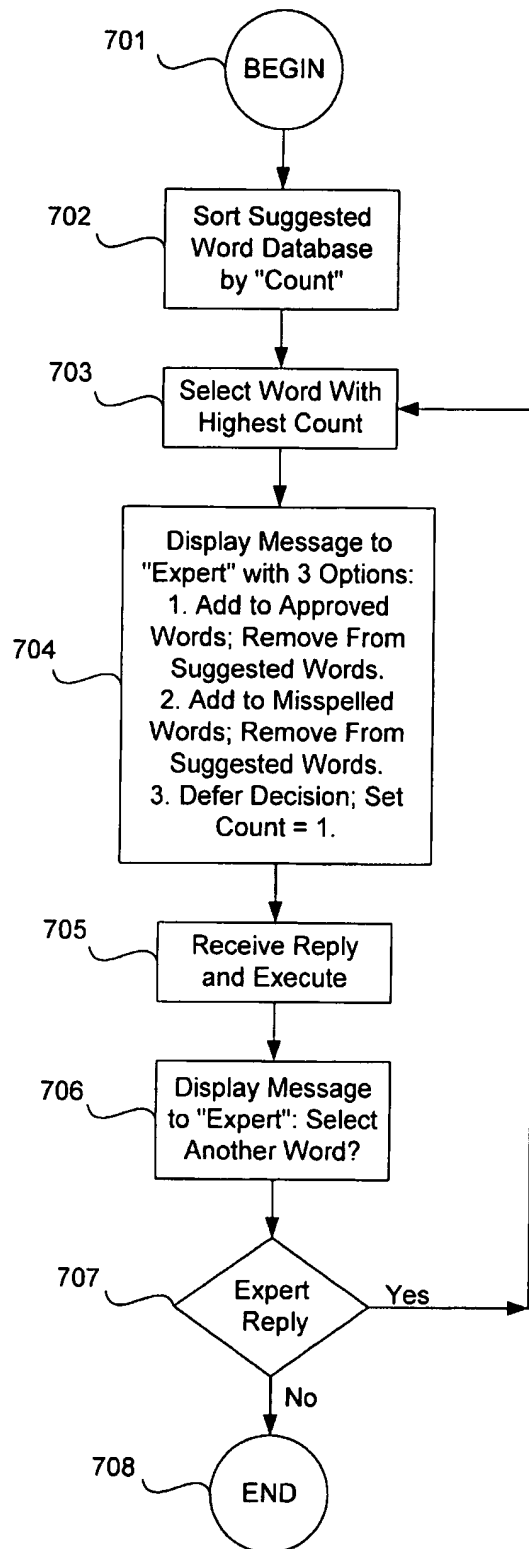 701
BEGIN
702
Sort Suggested
Word Database
by "Count"
703
Select Word With
Highest Count
704
Display Message to
"Expert" with 3 Options:
1. Add to Approved
Words; Remove From
Suggested Words.
2. Add to Misspelled
Words; Remove From
Suggested Words.
3. Defer Decision; Set
Count = 1.
705
Receive Reply
and Execute
706
Display Message
to "Expert": Select
Another Word?
707
Expert
Reply
Yes
No
708
END